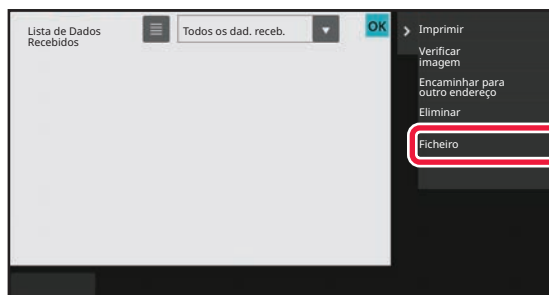 Lista de Dados
Recebidos
Todos os dad. receb.
OK
Imprimir
Verificar
imagem
Encaminhar para
outro endereço
Eliminar
Ficheiro